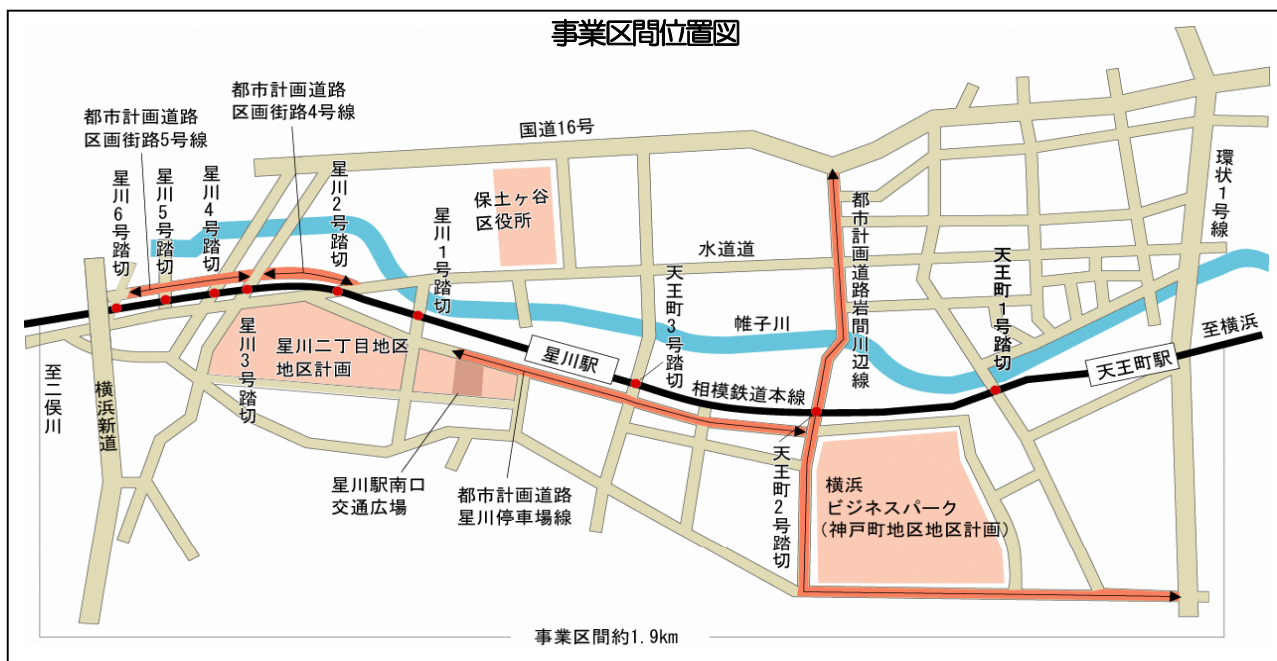 事業区間位置図
都市計画道路
区画街路5号線
都市計画道路
区画街路4号線
国道16号
環状1号線
星川6号踏切
星川5号踏切
星川4号踏切
星川2号踏切
星川1号踏切
保土ヶ谷
区役所
水道道
都市計画道路岩間川辺線
天王町3号踏切
天王町1号踏切
帷子川
至横浜
天王町駅
星川駅
相模鉄道本線
星川3号踏切
星川二丁目地区
地区計画
至二俣川
横浜新道
星川駅南口
交通広場
都市計画道路
星川停車場線
天王町2号踏切
横浜
ビジネスパーク
(神戸町地区地区計画)
事業区間約1.9km